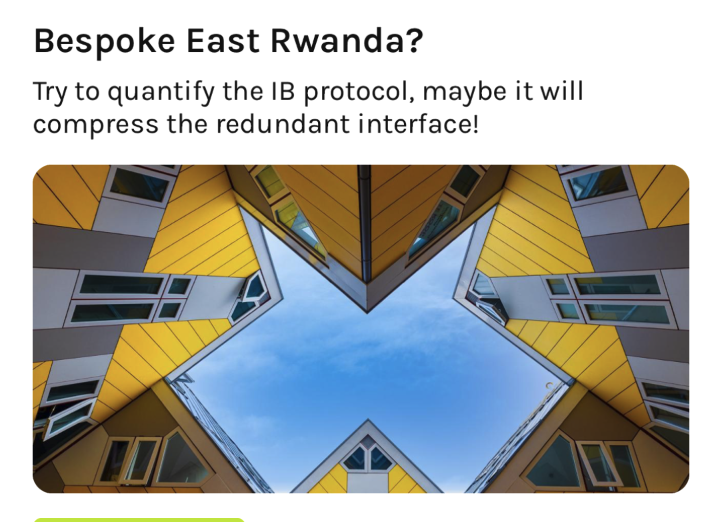 Bespoke East Rwanda?
Try to quantify the IB protocol, maybe it will
compress the redundant interface!